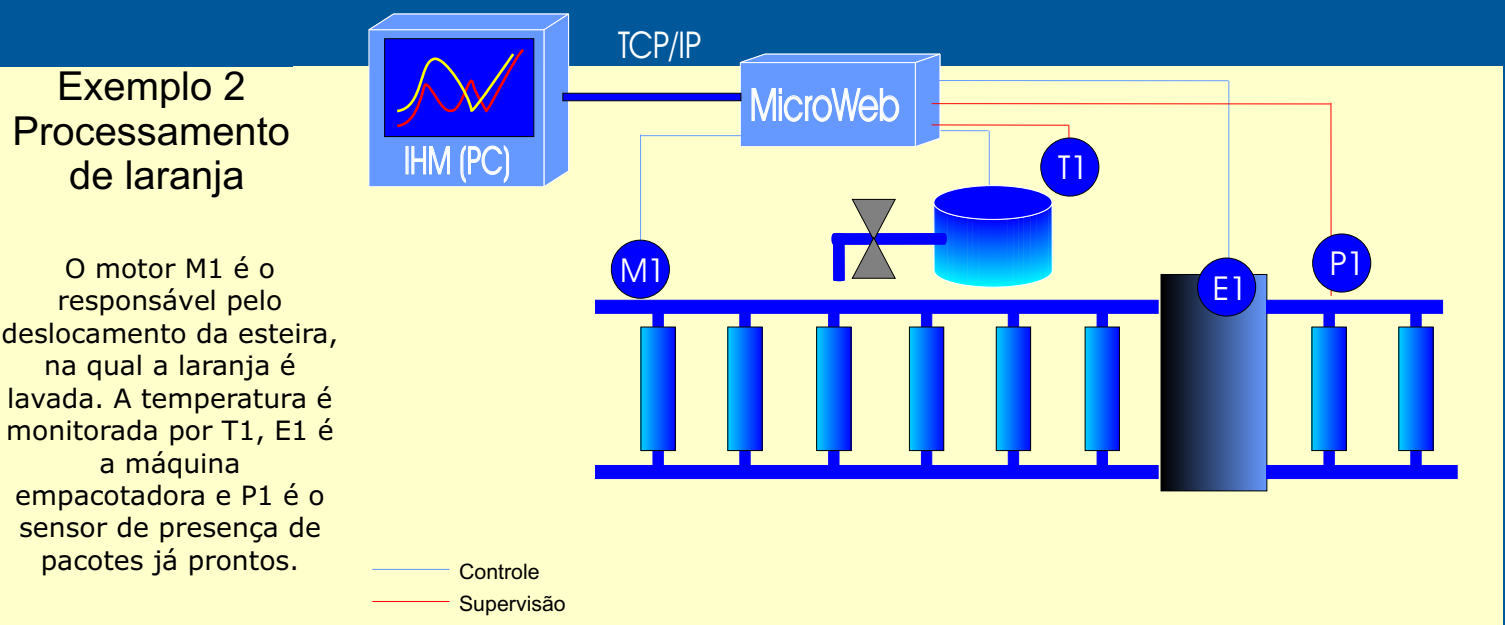 Exemplo 2
Processamento
de laranja
O motor M1 é o
responsável pelo
deslocamento da esteira,
na qual a laranja é
lavada. A temperatura é
monitorada por T1, E1 é
a máquina
empacotadora e P1 é o
sensor de presença de
pacotes já prontos.
TCP/IP
IHM (PC)
MicroWeb
T1
M1
E1
P1
Controle
Supervisão